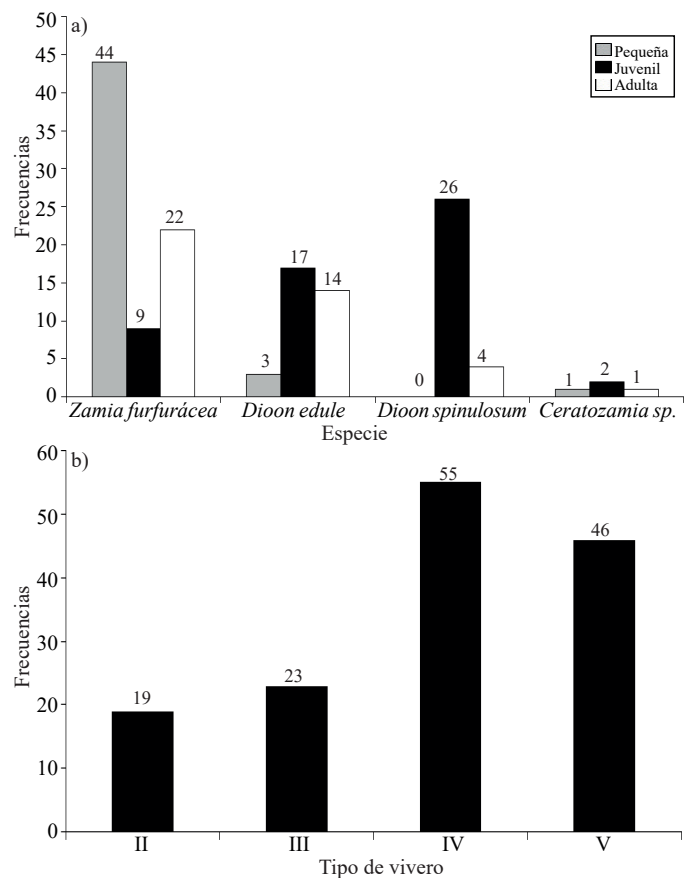 a)
Pequeña
Juvenil
Adulta
Frecuencias
50
45
40
35
30
25
20
15
10
5
0
44
9
22
3
17
14
0
26
4
1
2
1
Zamia furfurácea
Dioon edule
Dioon spinulosum
Ceratozamia sp.
Especie
b)
Frecuencias
60
50
40
30
20
10
0
19
23
55
46
II
III
IV
V
Tipo de vivero